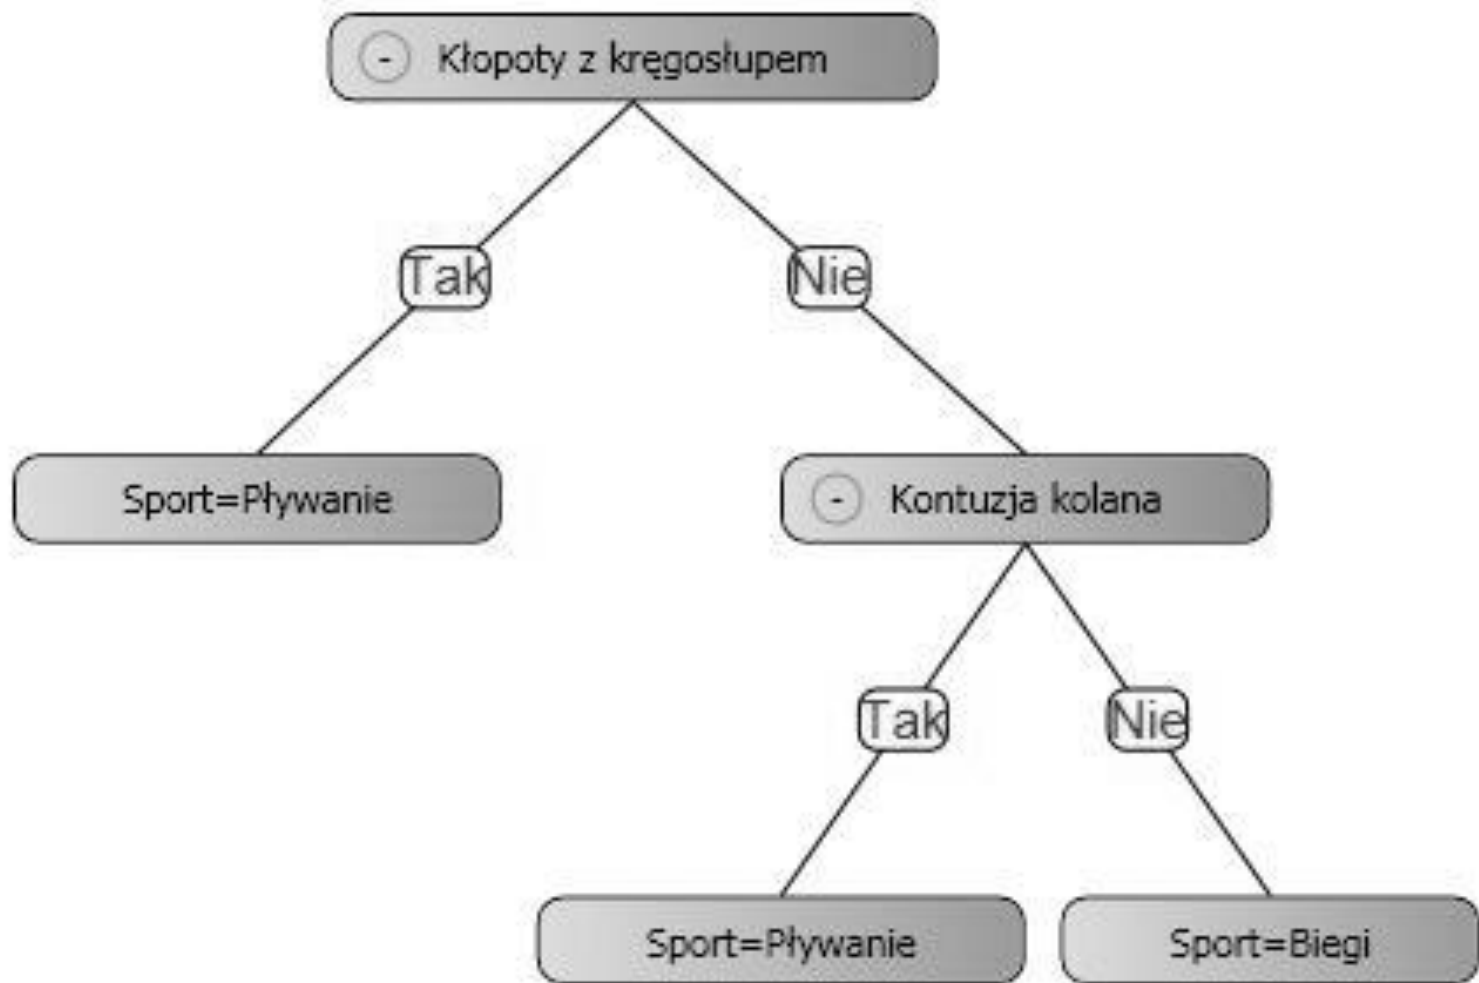 - Kłopoty z kręgosłupem
Tak
Nie
Sport=Pływanie
- Kontuzja kolana
Tak
Nie
Sport=Pływanie
Sport=Biegi